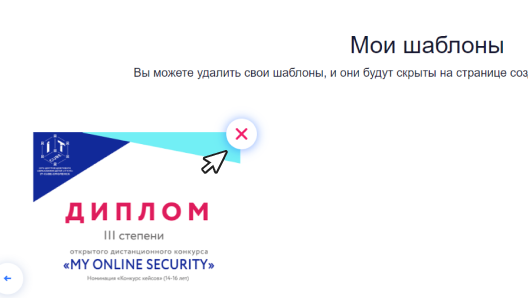 Мои шаблоны
Вы можете удалить свои шаблоны, и они будут скрыты на странице соз
IT
ДИПЛОМ
III степени
открытого дистанционного конкурса
«MY ONLINE SECURITY»
Номинация «Конкурс кейсов» (14-16 лет)